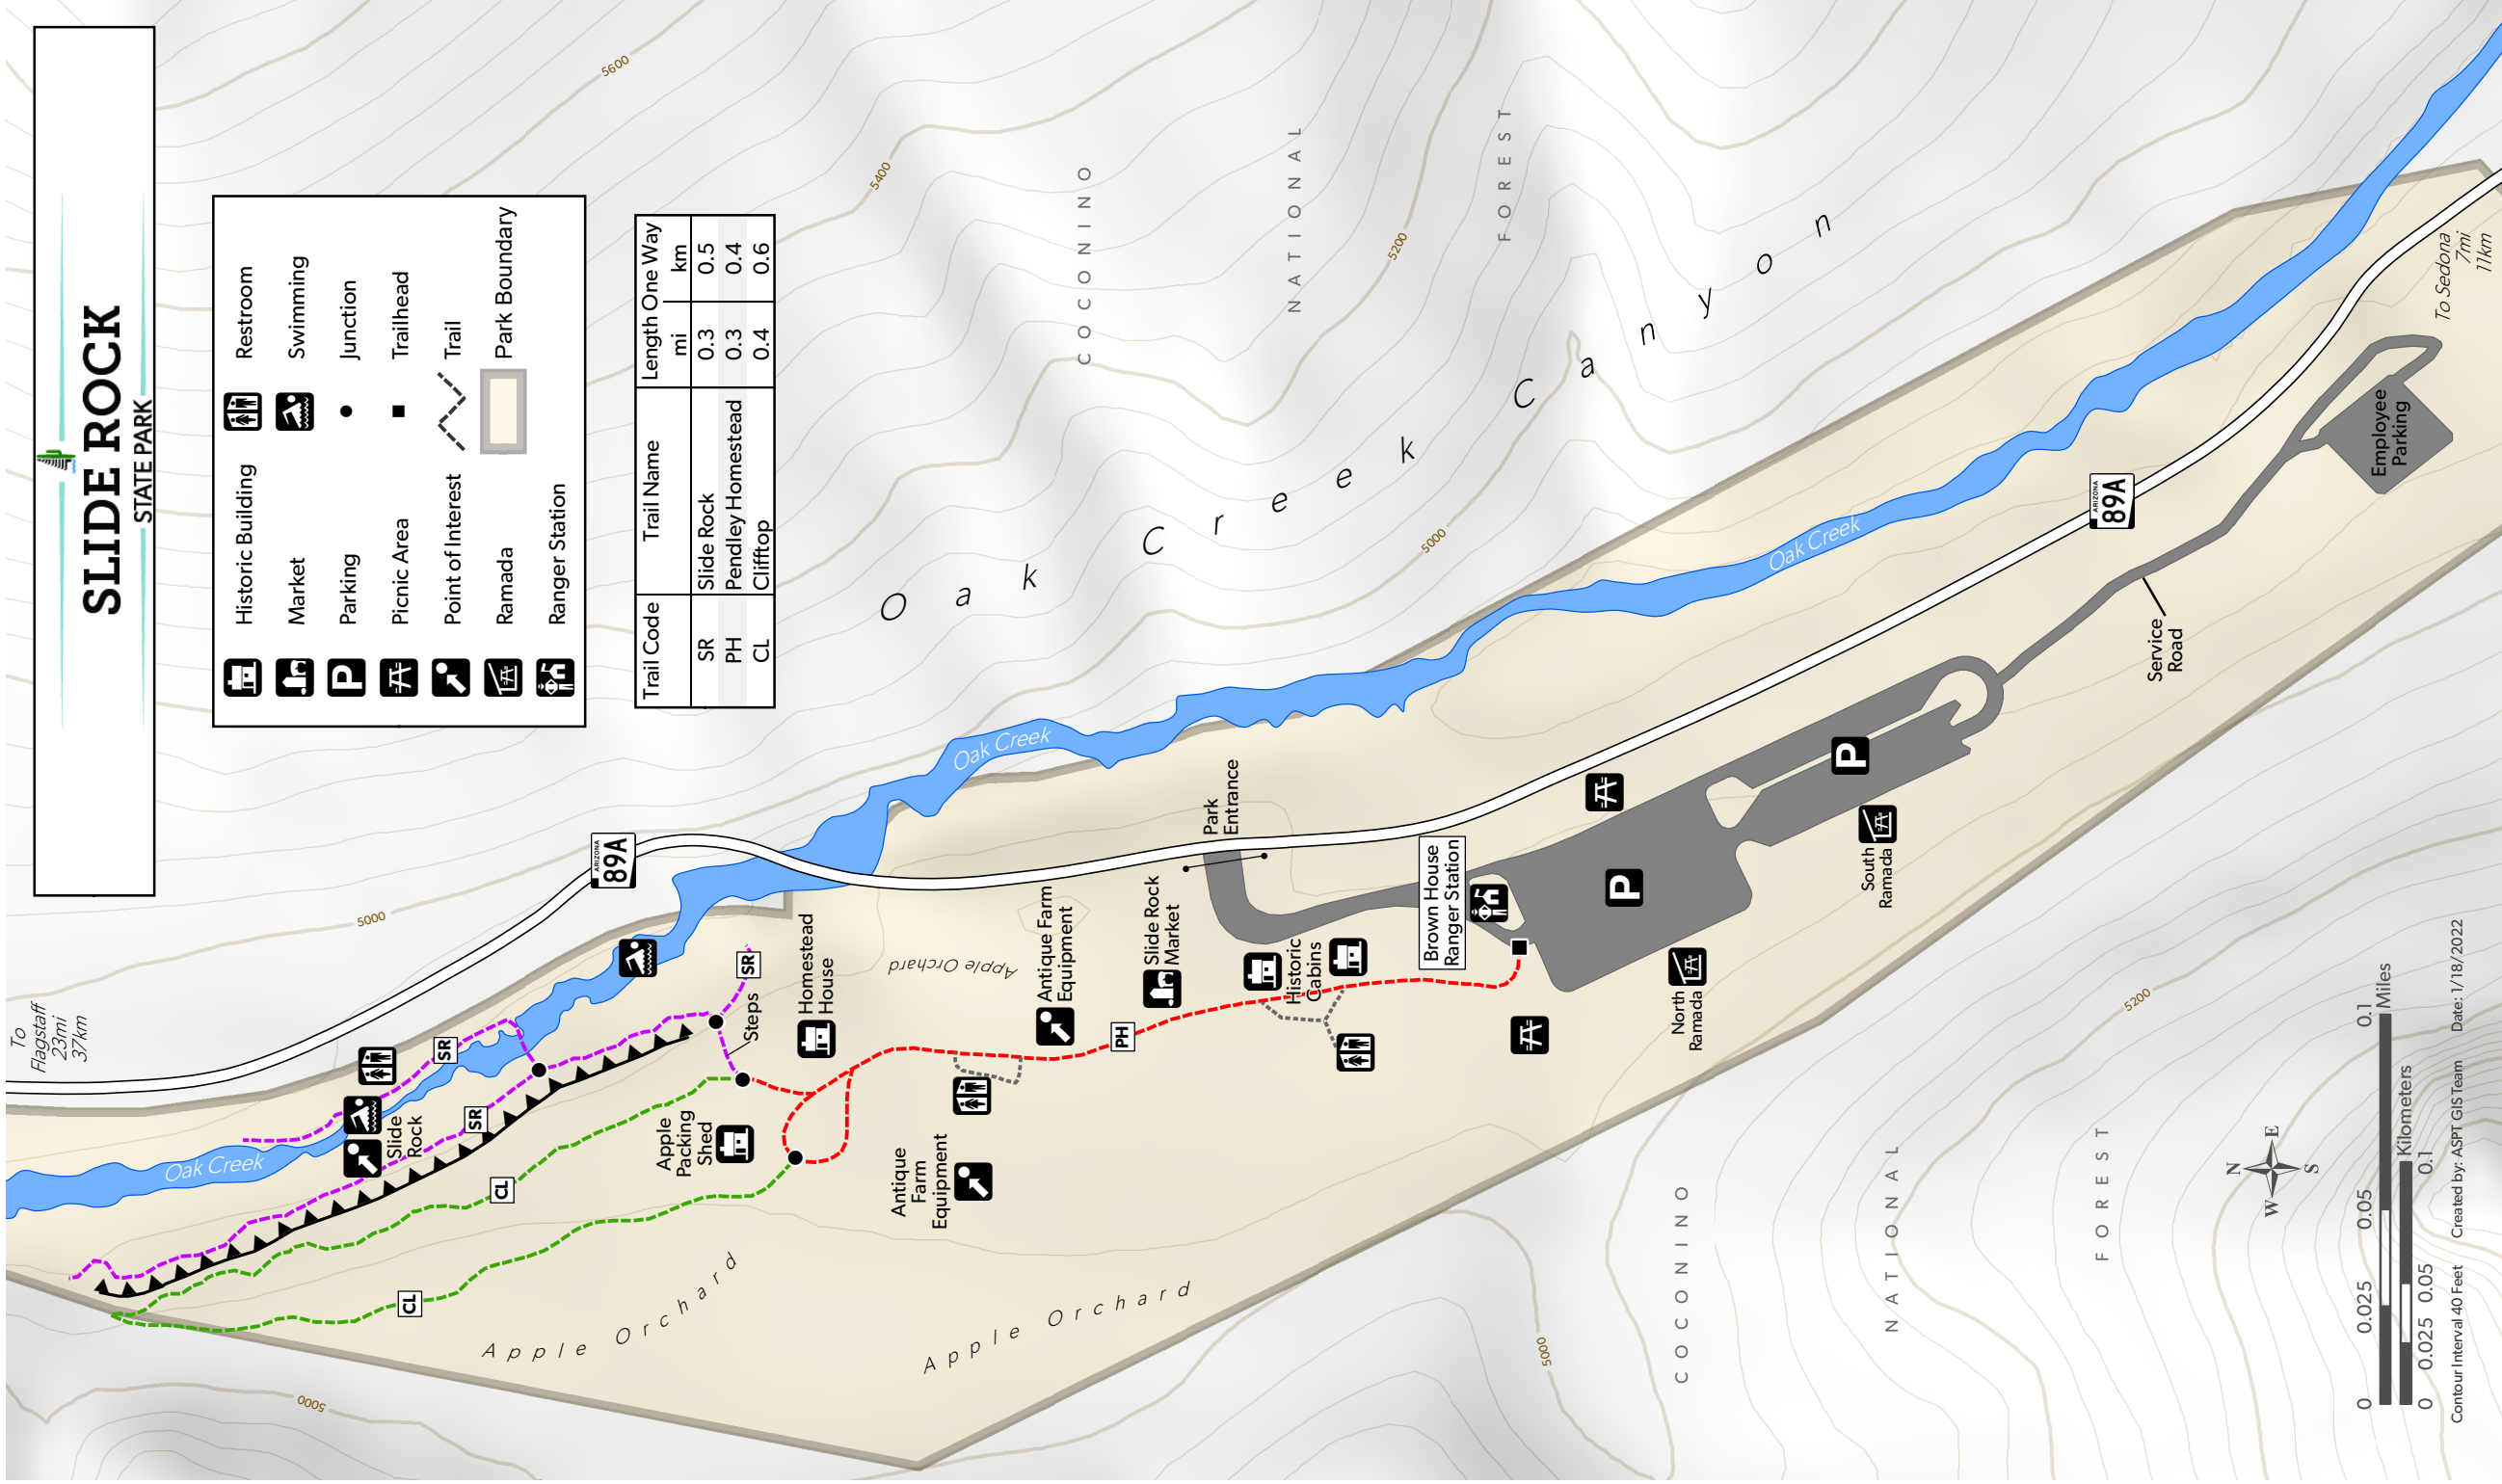 SLIDE ROCK
STATE PARK
Historic Building
Market
Parking
Picnic Area
Point of Interest
Ramada
Ranger Station
Restroom
Swimming
Junction
Trailhead
Trail
Park Boundary
Trail Code Trail Name Length One Way
mi km
SR Slide Rock 0.3 0.5
PH Pendley Homestead 0.3 0.4
CL Clifftop 0.4 0.6
To
Flagstaff
23mi
37km
5600
5400
5200
5000
5000
COCONINO
NATIONAL
FOREST
Oak Creek Canyon
ARIZONA
89A
Oak Creek
SR
Slide
Rock
SR
SR
Steps
CL
CL
Homestead
House
Apple
Packing
Shed
Apple Orchard
Antique Farm
Equipment
Antique
Farm
Equipment
Oak Creek
Park
Entrance
Slide Rock
Market
PH
Historic
Cabins
Brown House
Ranger Station
P
P
North
Ramada
South
Ramada
Oak Creek
ARIZONA
89A
Service
Road
Employee
Parking
To Sedona
7mi
11km
Apple Orchard
Apple Orchard
5000
5000
5200
COCONINO
NATIONAL
FOREST
N
W E
S
0 0.025 0.05 0.1
Miles
Kilometers
0 0.025 0.05 0.1
Contour Interval 40 Feet Created by: ASPT GIS Team Date: 1/18/2022